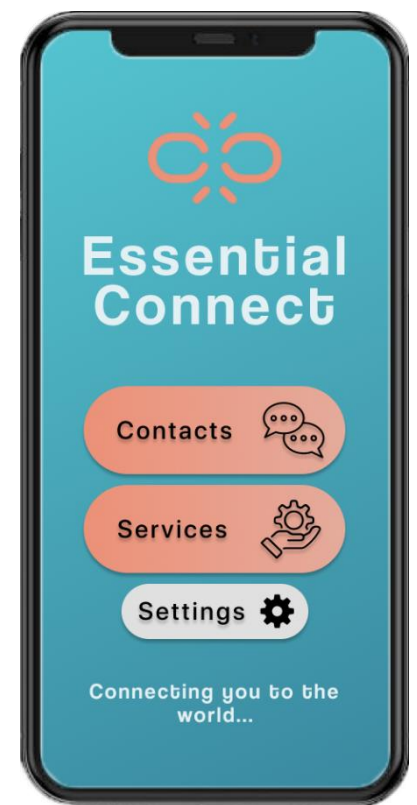 Essential
Connect
Contacts
Services
Settings
Connecting you to the
world...